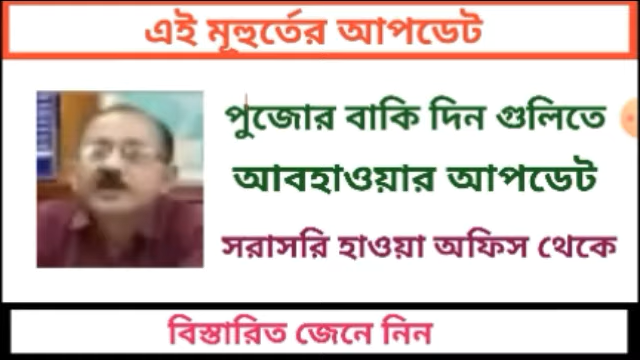 এই মূহুর্তের আপডেট
পুজোর বাকি দিন গুলিতে
আবহাওয়ার আপডেট
সরাসরি হাওয়া অফিস থেকে
বিস্তারিত জেনে নিন